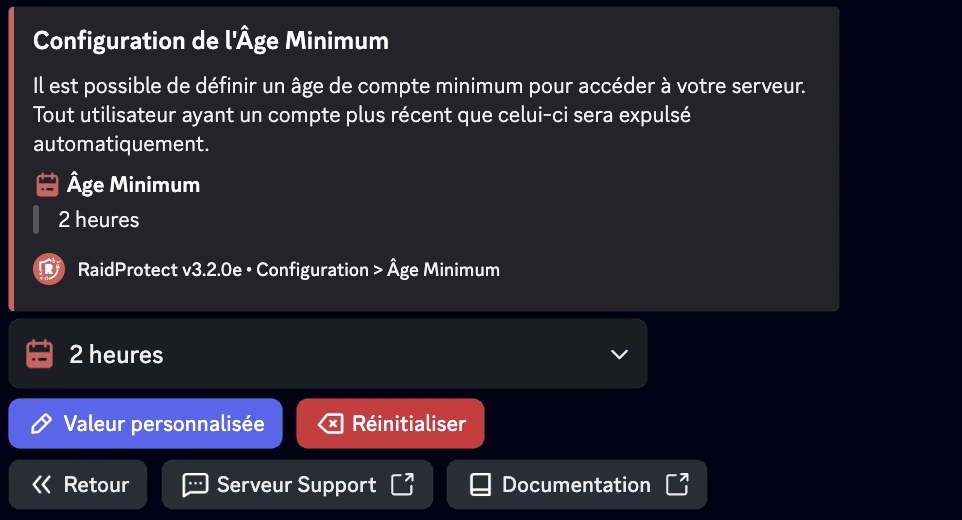 Configuration de l'Âge Minimum
Il est possible de définir un âge de compte minimum pour accéder à votre serveur.
Tout utilisateur ayant un compte plus récent que celui-ci sera expulsé
automatiquement.
Âge Minimum
2 heures
RaidProtect v3.2.0e • Configuration > Âge Minimum
2 heures
Valeur personnalisée
Réinitialiser
Retour
Serveur Support
Documentation